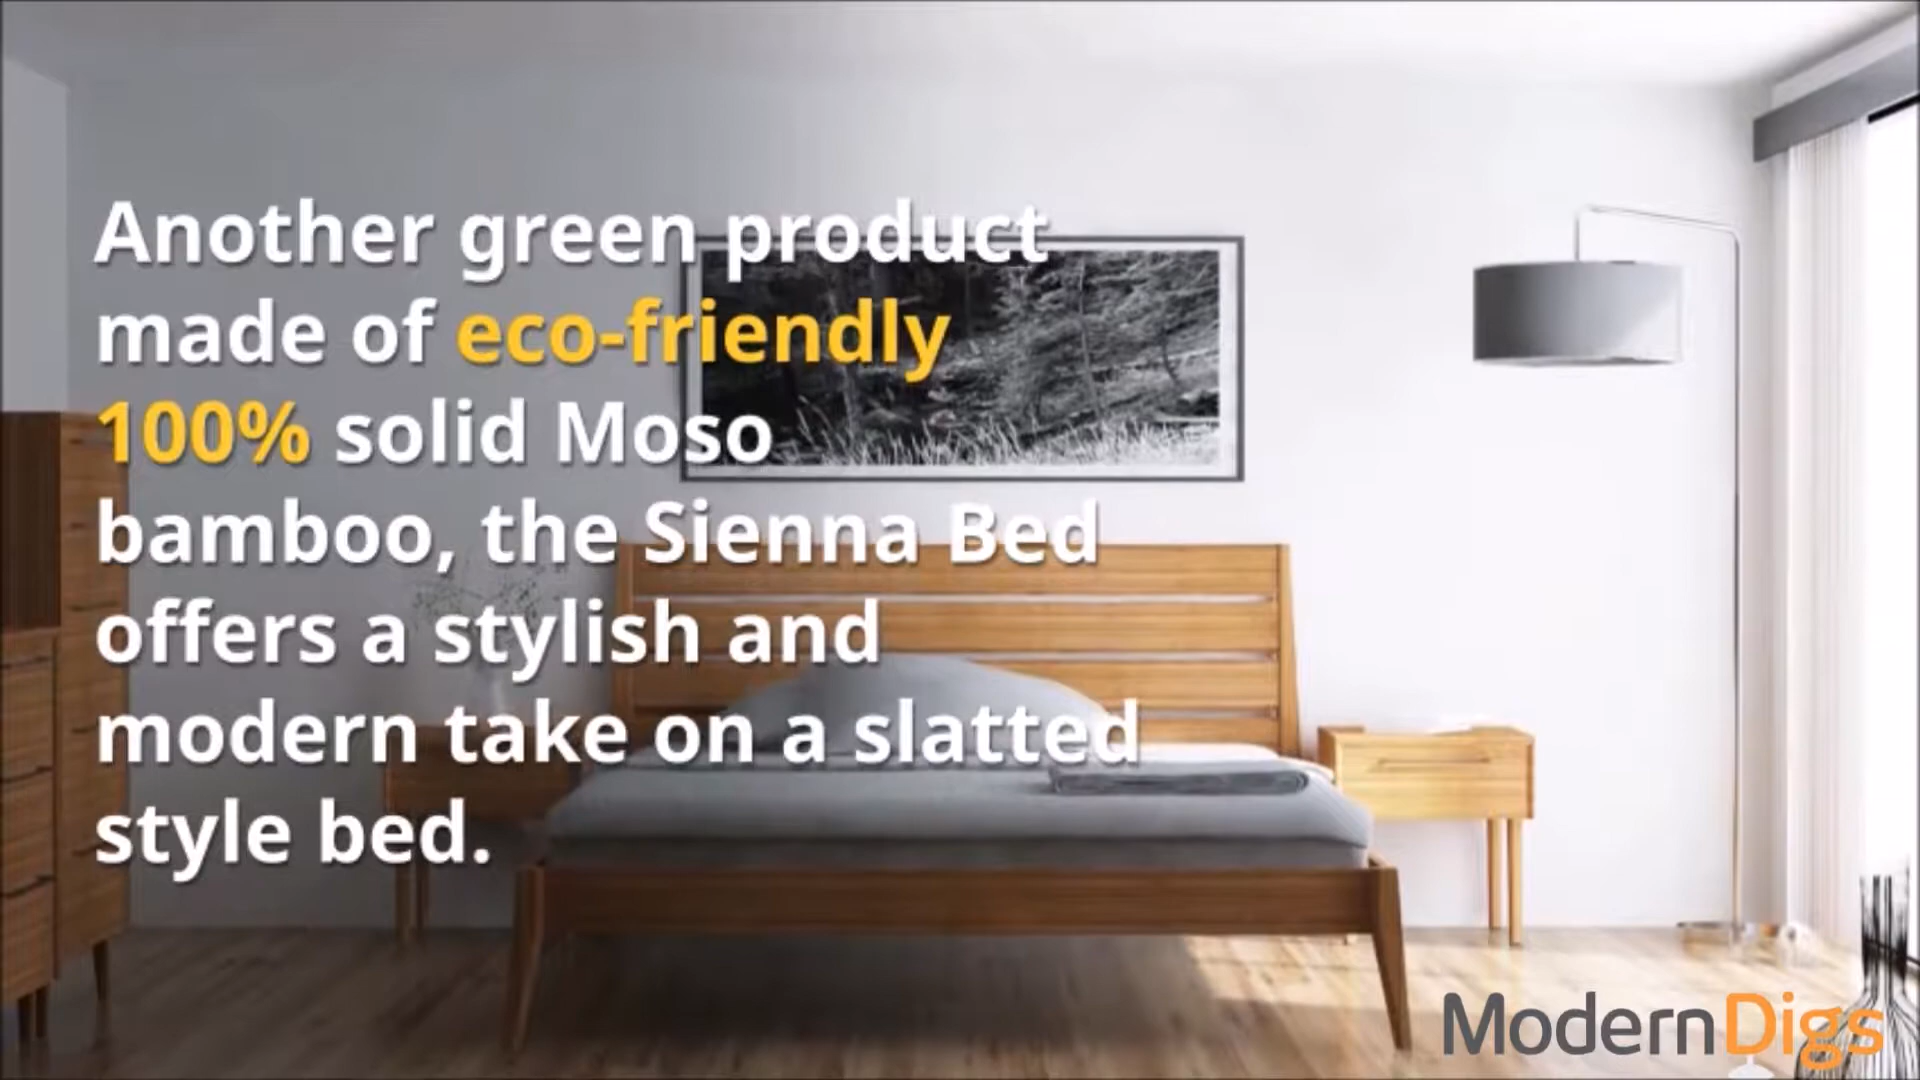 Another green product
made of eco-friendly
100% solid Moso
bamboo, the Sienna Bed
offers a stylish and
modern take on a slatted
style bed.
ModernDigs